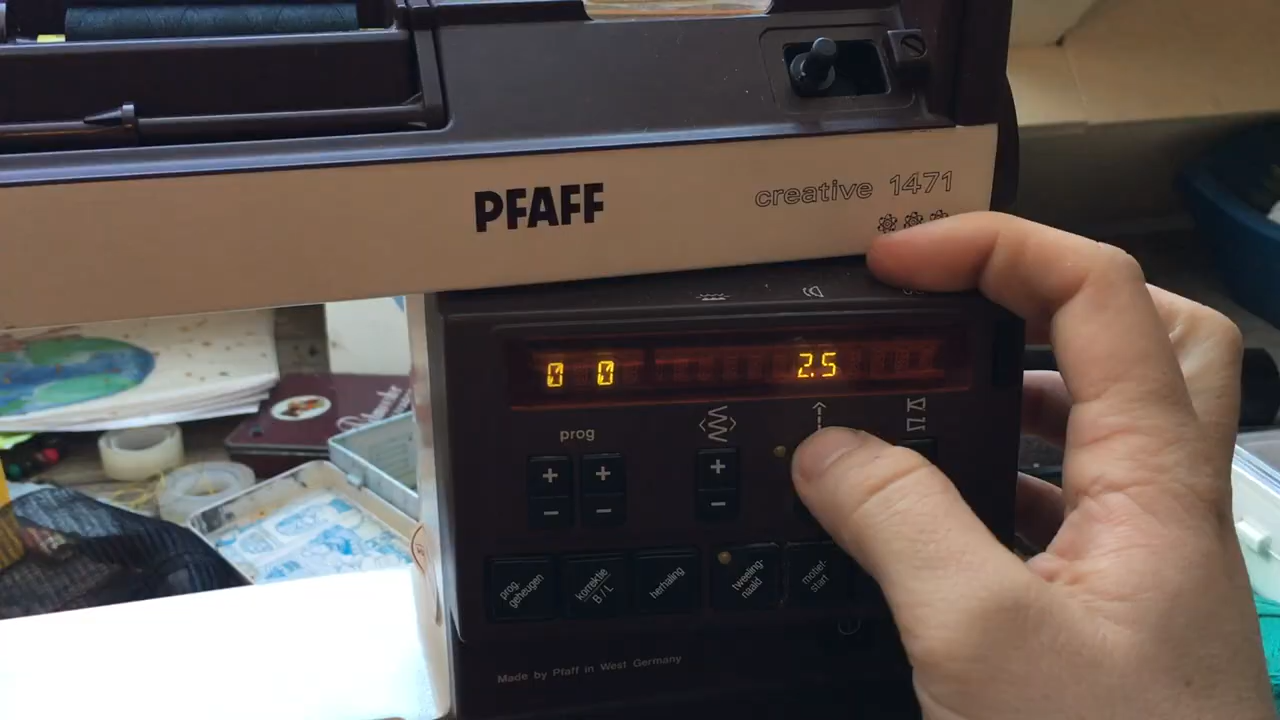 PFAFF
creative 1471
0 0 2.5
prog
+ + +
− − −
prog.
geheugen
korrektie
B / L
herhaling
tweeling-
naald
motief-
start
Made by Pfaff in West Germany